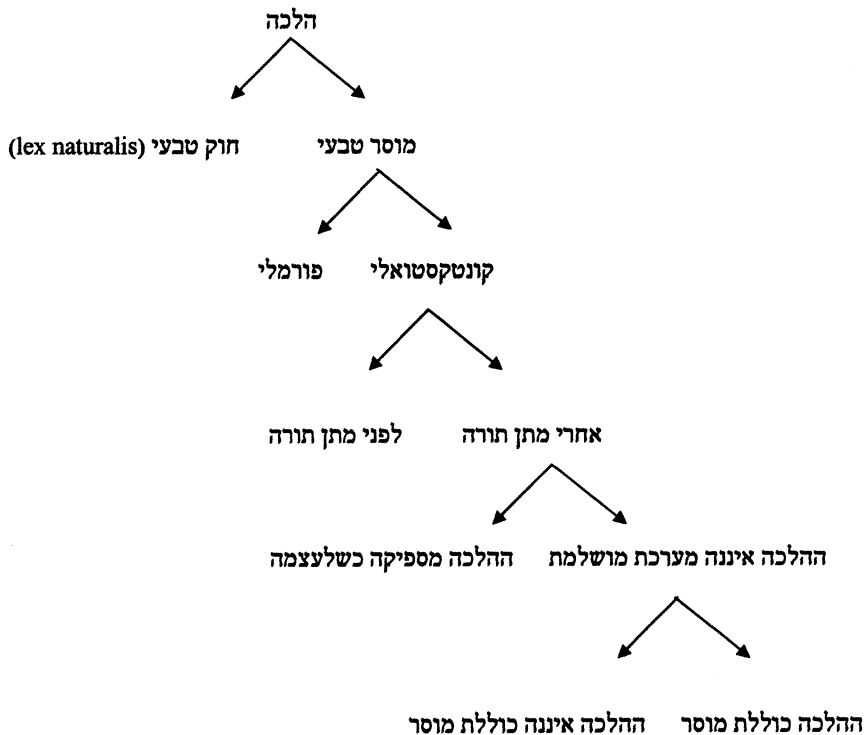 הלכה
מוסר טבעי
חוק טבעי (lex naturalis)
קונטקסטואלי
פורמלי
אחרי מתן תורה
לפני מתן תורה
ההלכה איננה מערכת מושלמת
ההלכה מספיקה כשלעצמה
ההלכה כוללת מוסר
ההלכה איננה כוללת מוסר